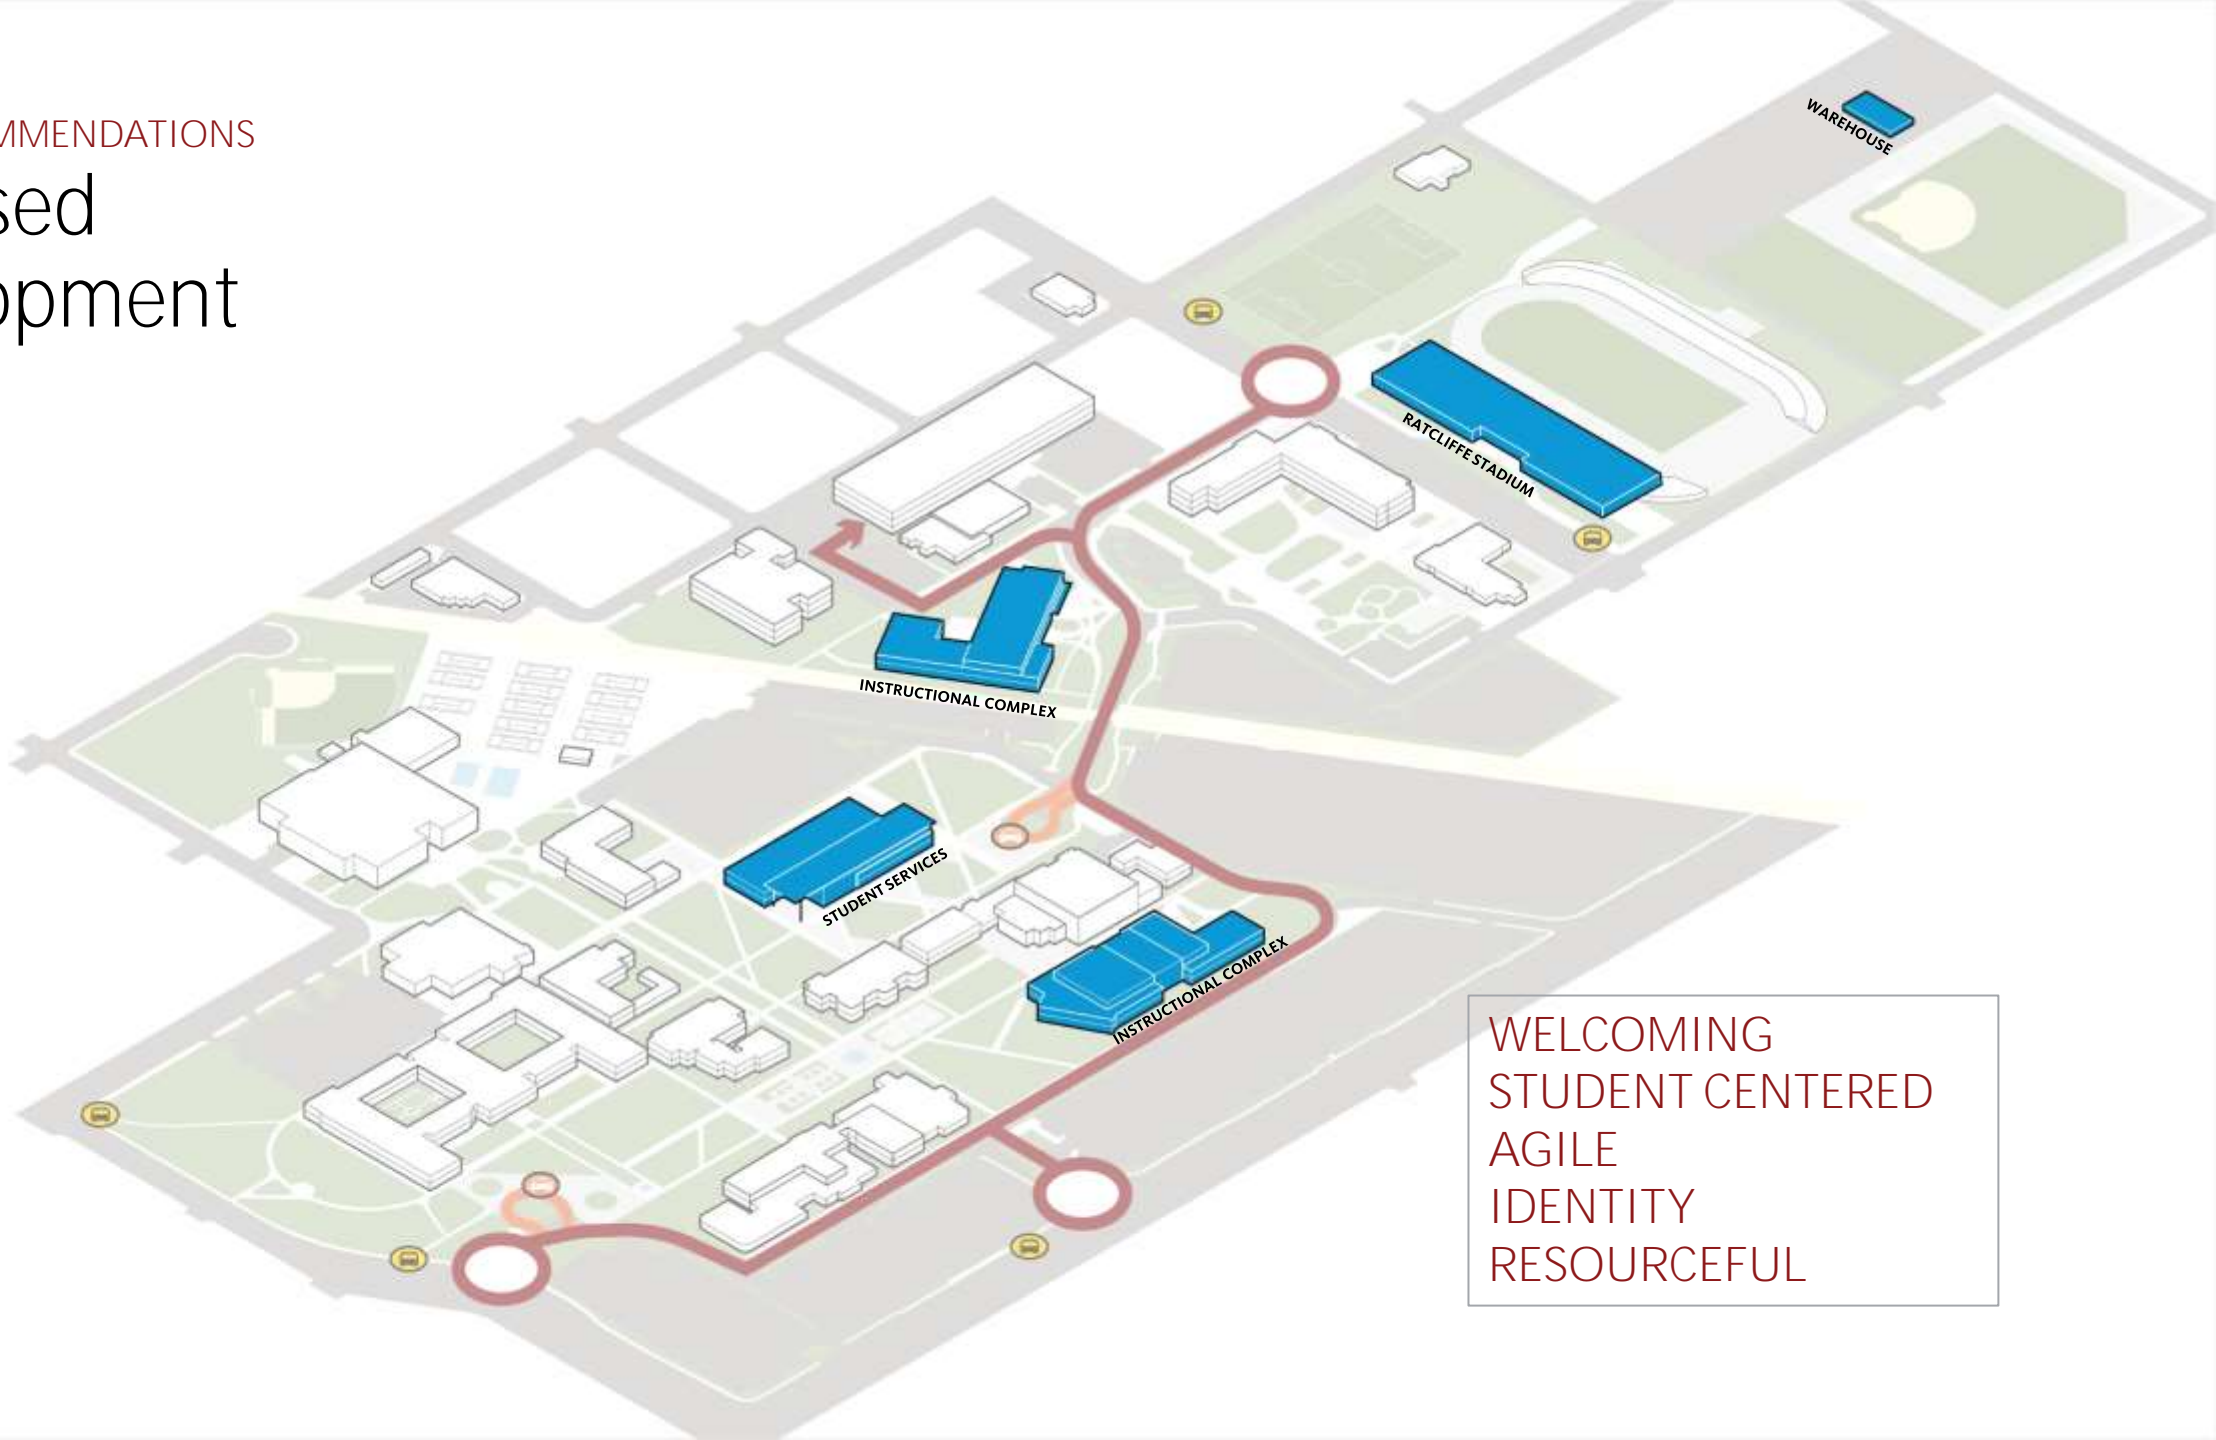 MMENDATIONS
sed
opment
WAREHOUSE
RATCLIFFE STADIUM
INSTRUCTIONAL COMPLEX
STUDENT SERVICES
INSTRUCTIONAL COMPLEX
WELCOMING
STUDENT CENTERED
AGILE
IDENTITY
RESOURCEFUL